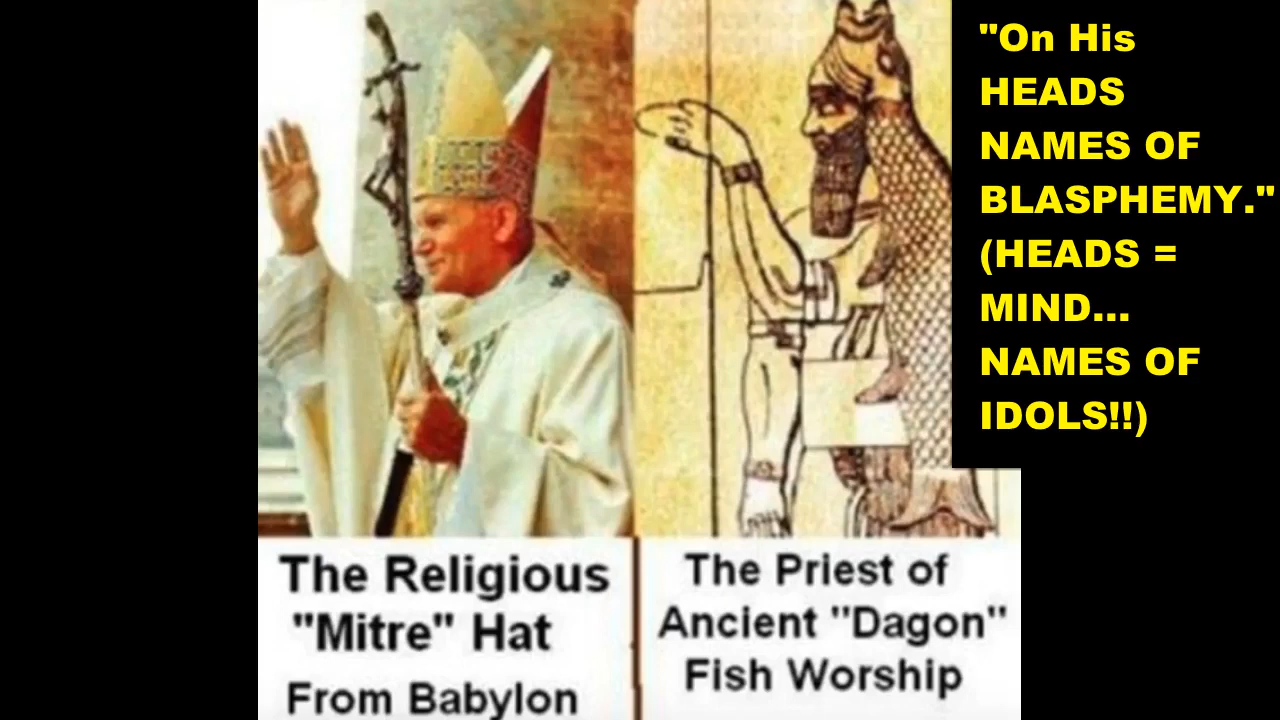 "On His
HEADS
NAMES OF
BLASPHEMY."
(HEADS =
MIND...
NAMES OF
IDOLS!!)
The Religious
"Mitre" Hat
From Babylon
The Priest of
Ancient "Dagon"
Fish Worship